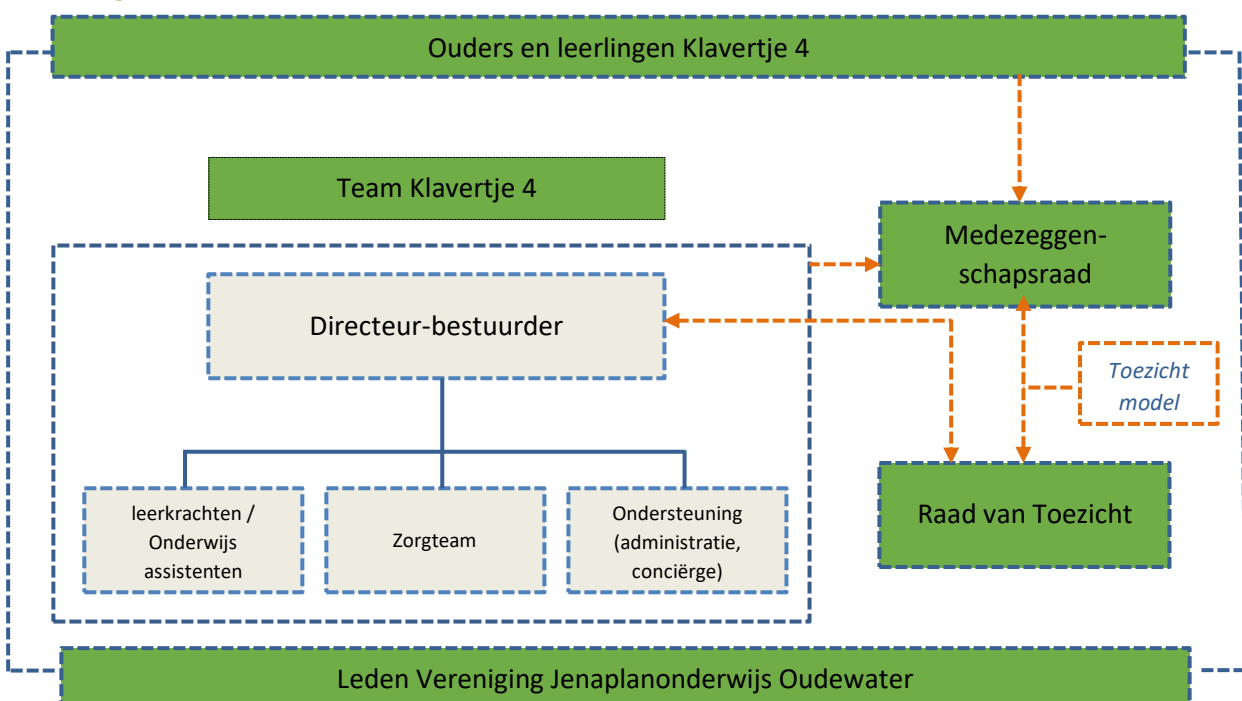 Ouders en leerlingen Klavertje 4
Team Klavertje 4
Medezeggen-
schapsraad
Directeur-bestuurder
Toezicht
model
leerkrachten /
Onderwijs
assistenten
Zorgteam
Ondersteuning
(administratie,
conciërge)
Raad van Toezicht
Leden Vereniging Jenaplanonderwijs Oudewater